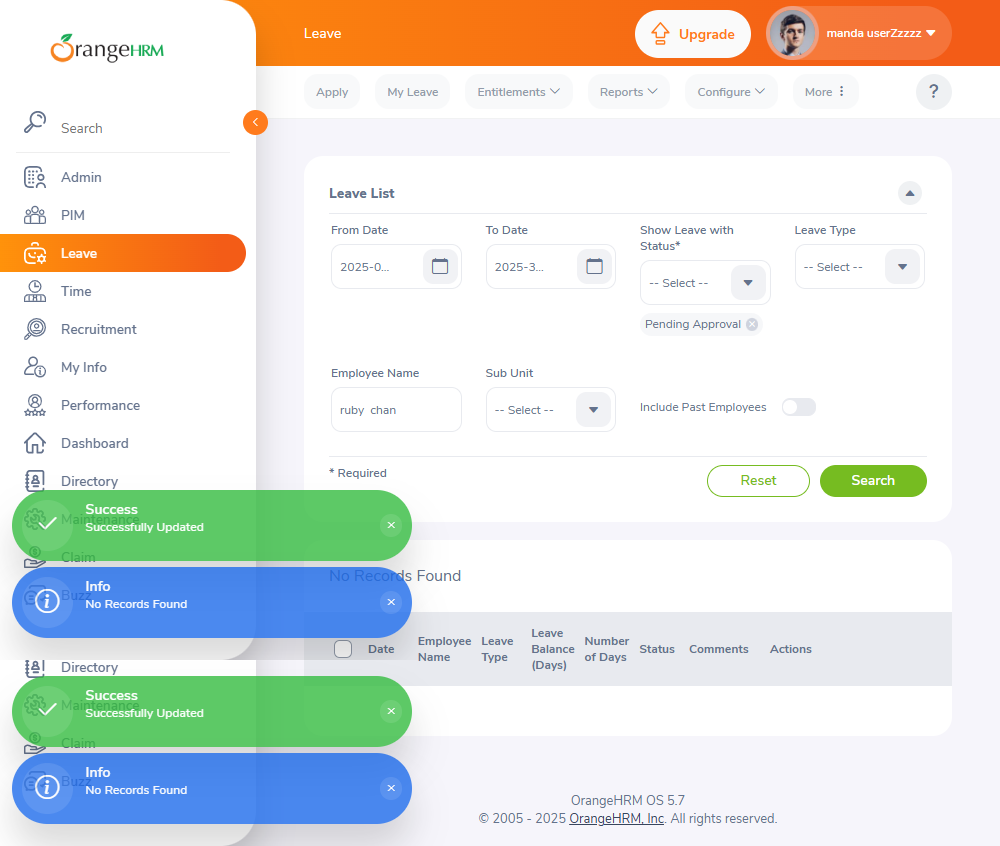 OrangeHRM
Leave
Upgrade
manda userZzzzz
Search
Apply
My Leave
Entitlements
Reports
Configure
More
?
Admin
PIM
Leave
Time
Recruitment
My Info
Performance
Dashboard
Directory
Maintenance
Claim
Buzz
Leave List
From Date
To Date
Show Leave with
Status*
Leave Type
2025-0...
2025-3...
-- Select --
-- Select --
Pending Approval
Employee Name
Sub Unit
ruby chan
-- Select --
Include Past Employees
* Required
Reset
Search
Success
Successfully Updated
Info
No Records Found
No Records Found
Date
Employee
Name
Leave
Type
Leave
Balance
(Days)
Number
of Days
Status
Comments
Actions
Directory
Maintenance
Claim
Buzz
Success
Successfully Updated
Info
No Records Found
OrangeHRM OS 5.7
© 2005 - 2025 OrangeHRM, Inc. All rights reserved.